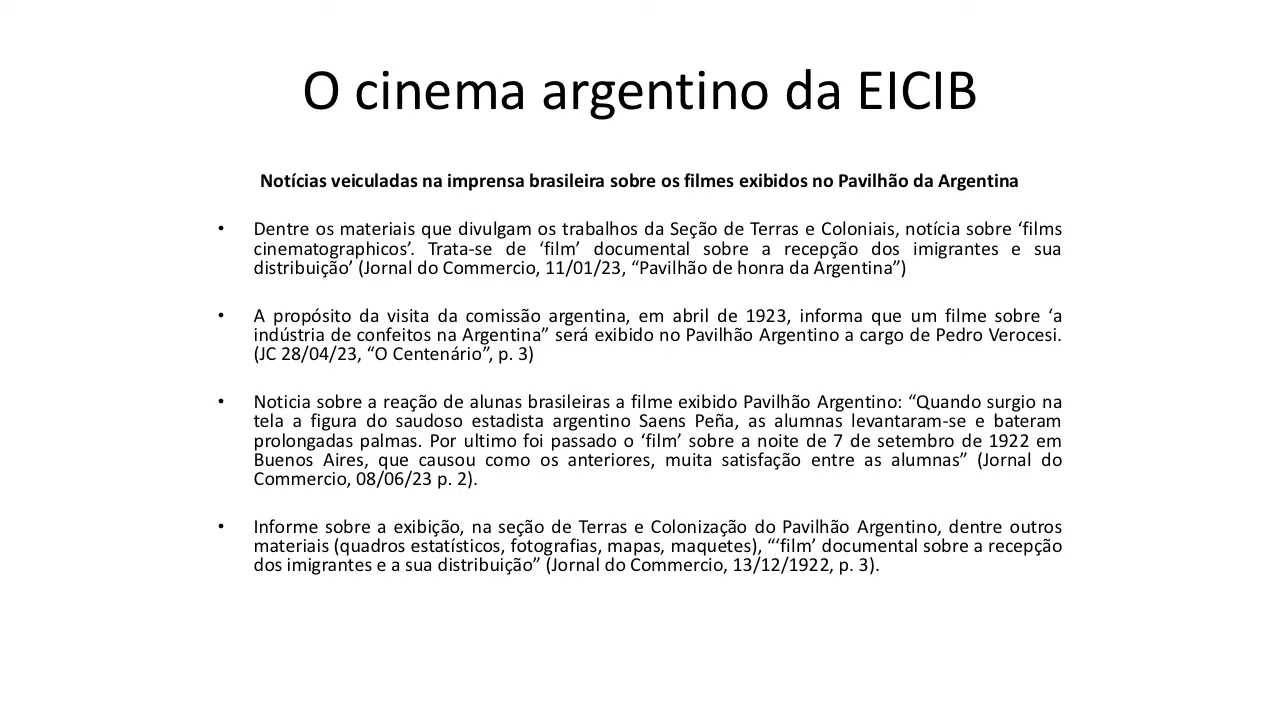 O cinema argentino da EICIB
Notícias veiculadas na imprensa brasileira sobre os filmes exibidos no Pavilhão da Argentina
• Dentre os materiais que divulgam os trabalhos da Seção de Terras e Coloniais, notícia sobre ‘films
cinematographicos’. Trata-se de ‘film’ documental sobre a recepção dos imigrantes e sua
distribuição’ (Jornal do Commercio, 11/01/23, “Pavilhão de honra da Argentina”)
• A propósito da visita da comissão argentina, em abril de 1923, informa que um filme sobre ‘a
indústria de confeitos na Argentina” será exibido no Pavilhão Argentino a cargo de Pedro Verocesi.
(JC 28/04/23, “O Centenário”, p. 3)
• Noticia sobre a reação de alunas brasileiras a filme exibido Pavilhão Argentino: “Quando surgio na
tela a figura do saudoso estadista argentino Saens Peña, as alumnas levantaram-se e bateram
prolongadas palmas. Por ultimo foi passado o ‘film’ sobre a noite de 7 de setembro de 1922 em
Buenos Aires, que causou como os anteriores, muita satisfação entre as alumnas” (Jornal do
Commercio, 08/06/23 p. 2).
• Informe sobre a exibição, na seção de Terras e Colonização do Pavilhão Argentino, dentre outros
materiais (quadros estatísticos, fotografias, mapas, maquetes), “‘film’ documental sobre a recepção
dos imigrantes e a sua distribuição” (Jornal do Commercio, 13/12/1922, p. 3).